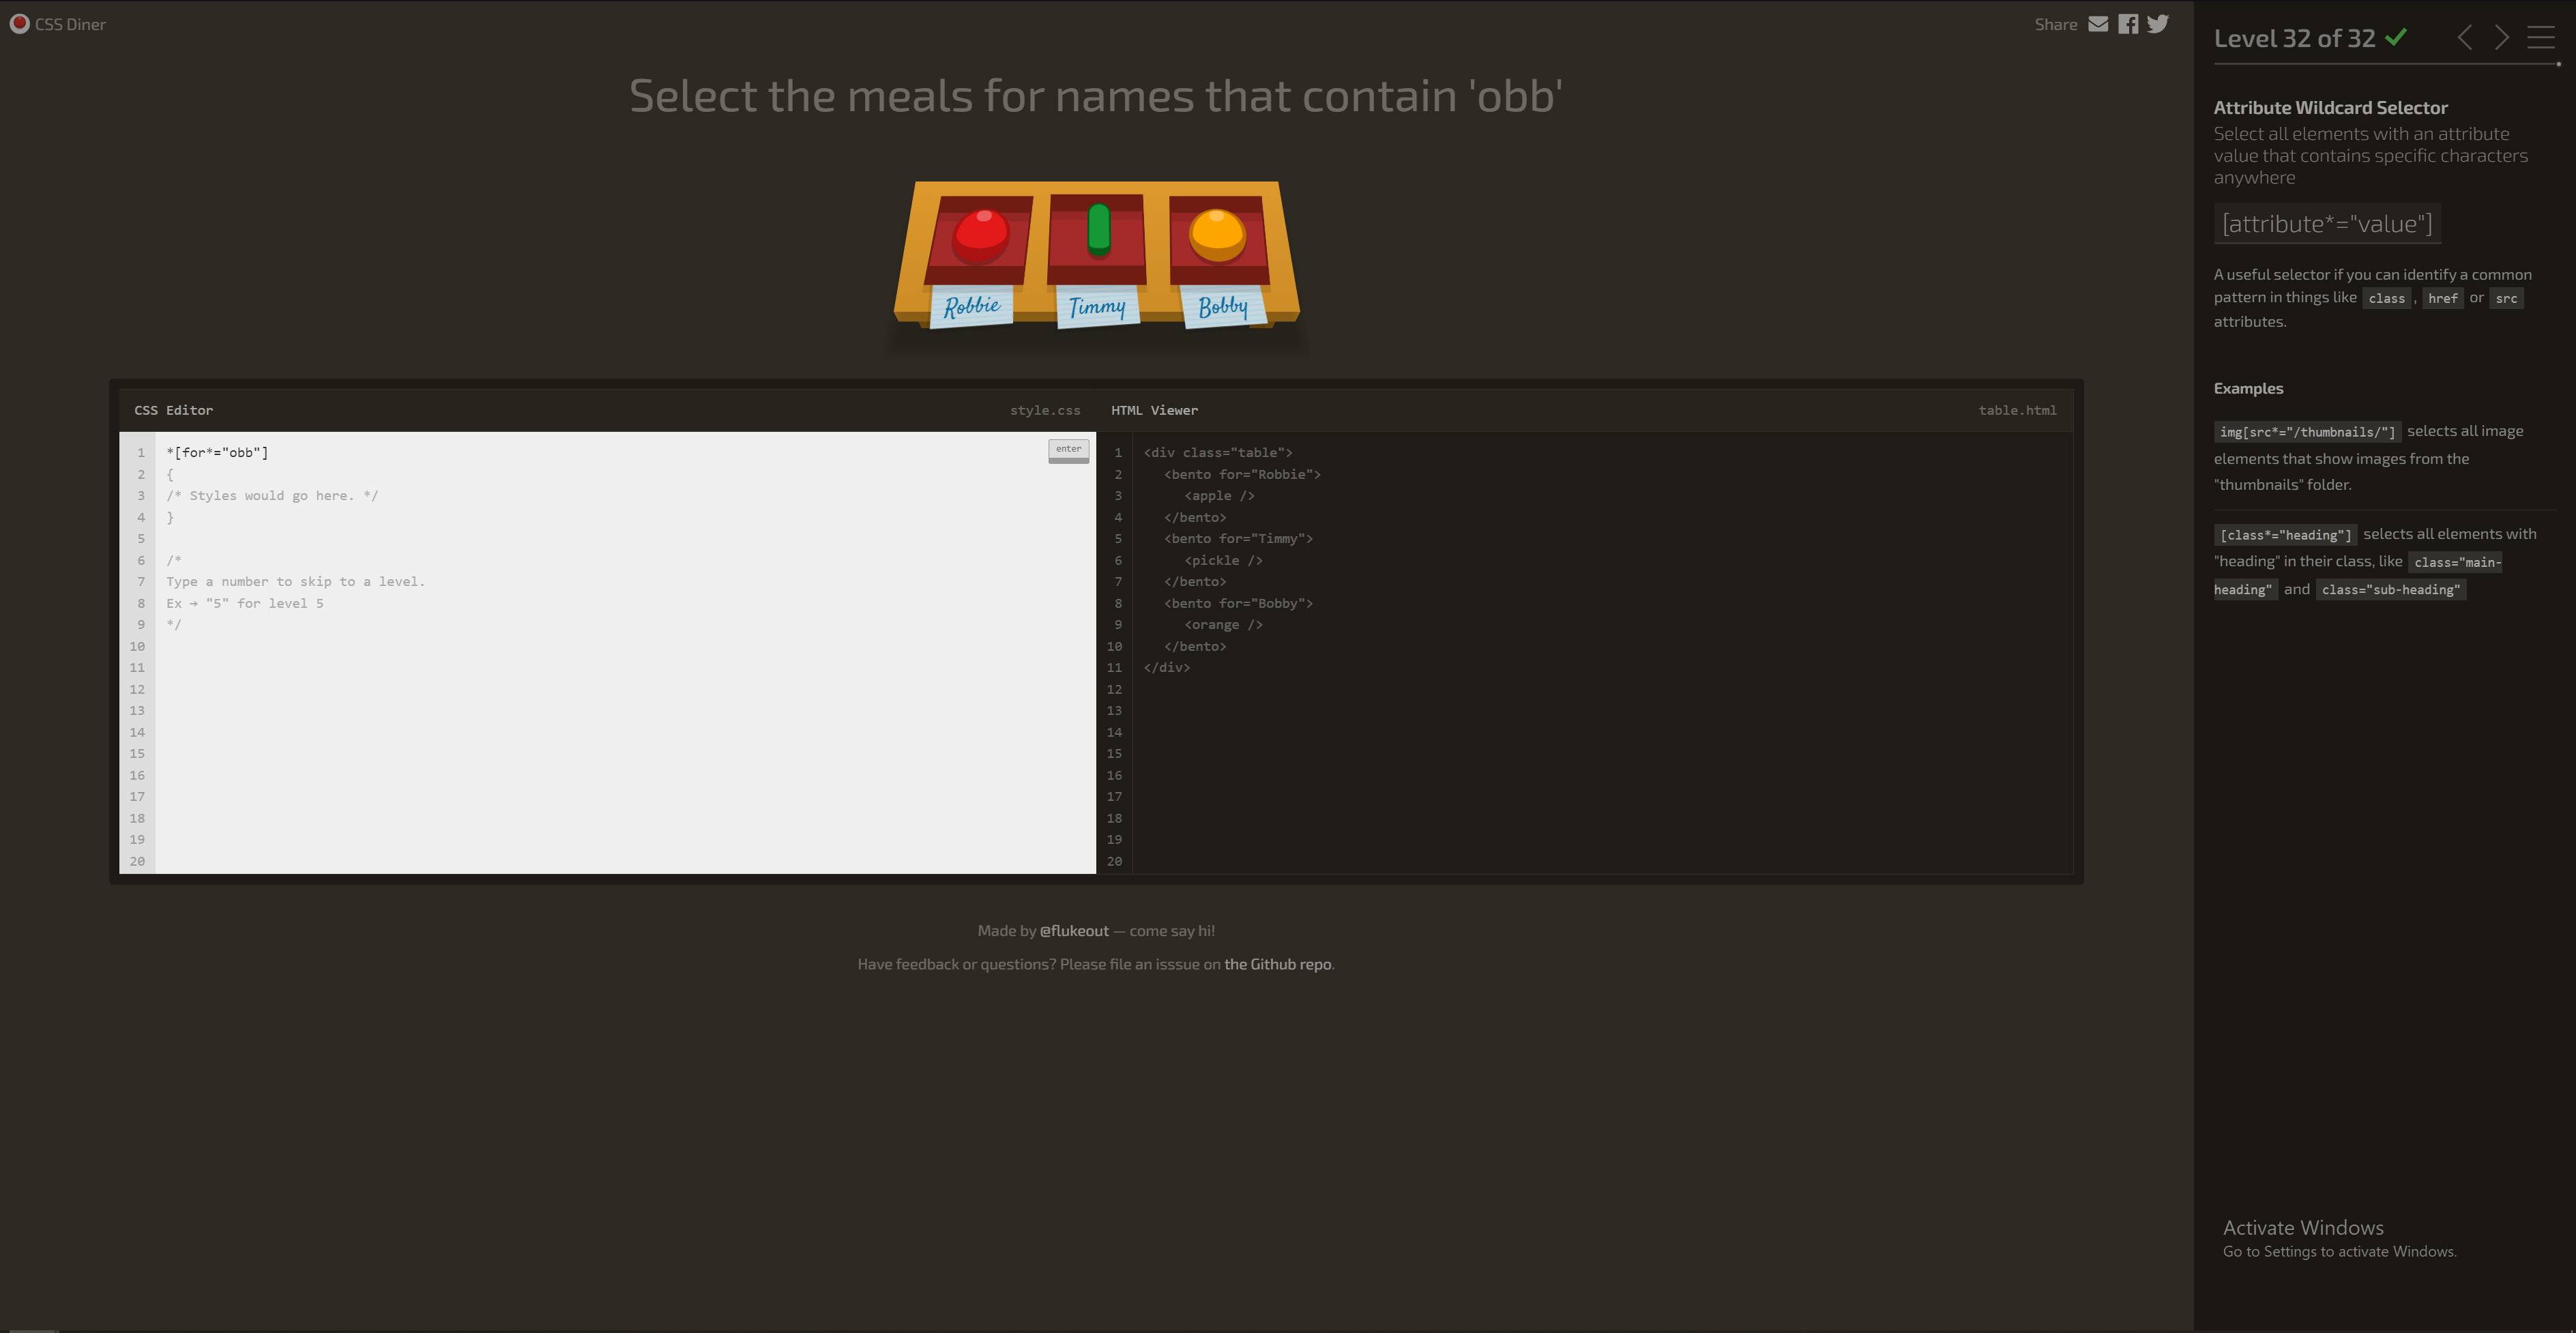 CSS Diner
Share
Select the meals for names that contain 'obb'
Robbie
Timmy
Bobby
CSS Editor
style.css
1 *[for*="obb"]
enter
2 {
3 /* Styles would go here. */
4 }
5
6 /*
7 Type a number to skip to a level.
8 Ex → "5" for level 5
9 */
10
11
12
13
14
15
16
17
18
19
20
HTML Viewer
table.html
1 <div class="table">
2 <bento for="Robbie">
3 <apple />
4 </bento>
5 <bento for="Timmy">
6 <pickle />
7 </bento>
8 <bento for="Bobby">
9 <orange />
10 </bento>
11 </div>
12
13
14
15
16
17
18
19
20
Made by @flukeout — come say hi!
Have feedback or questions? Please file an isssue on the Github repo.
Level 32 of 32
Attribute Wildcard Selector
Select all elements with an attribute
value that contains specific characters
anywhere
[attribute*="value"]
A useful selector if you can identify a common
pattern in things like class , href or src
attributes.
Examples
img[src*="/thumbnails/"] selects all image
elements that show images from the
"thumbnails" folder.
[class*="heading"] selects all elements with
"heading" in their class, like class="main-
heading" and class="sub-heading"
Activate Windows
Go to Settings to activate Windows.